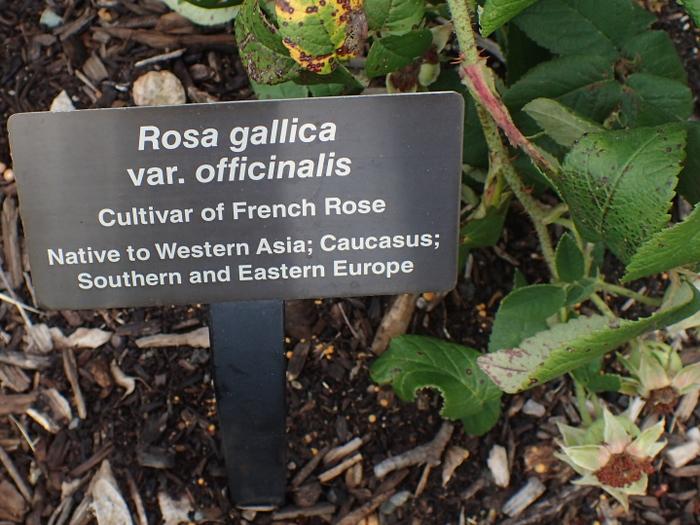 Rosa gallica
var. officinalis
Cultivar of French Rose
Native to Western Asia; Caucasus;
Southern and Eastern Europe